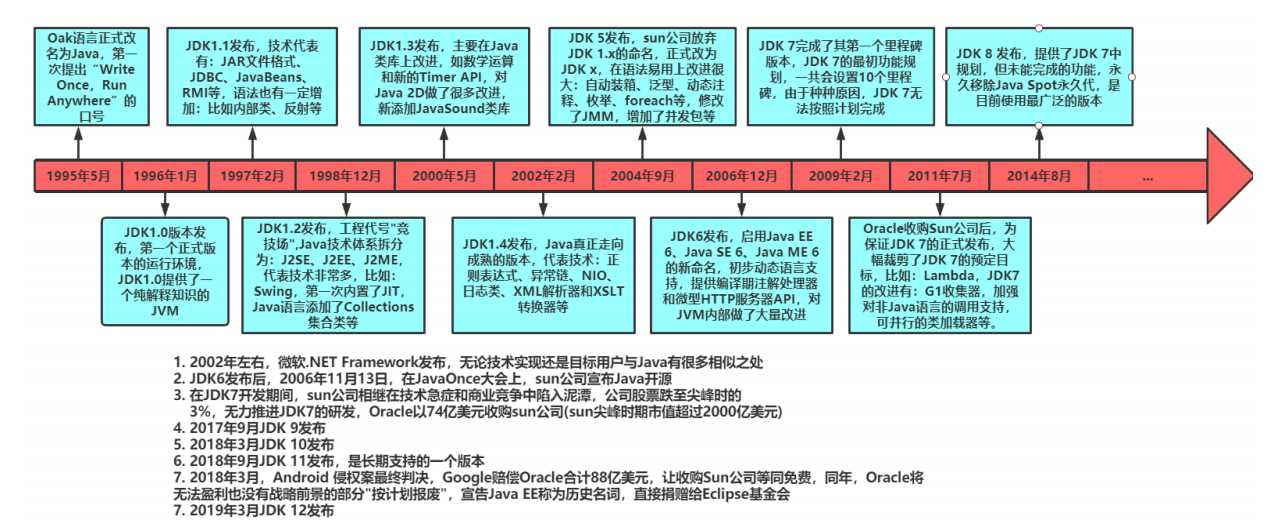 Oak语言正式改
名为Java，第一
次提出“Write
Once，Run
Anywhere”的
口号
JDK1.1发布，技术代表
有：JAR文件格式、
JDBC、JavaBeans、
RMI等，语法也有一定增
加：比如内部类、反射等
JDK1.3发布，主要在Java
类库上改进，如数学运算
和新的Timer API，对
Java 2D做了很多改进，
新添加JavaSound类库
JDK 5发布，sun公司放弃
JDK 1.x的命名，正式改为
JDK x，在语法易用上改进很
大：自动装箱、泛型、动态注
释、枚举、foreach等，修改
了JMM，增加了并发包等
JDK 7完成了其第一个里程碑
版本，JDK 7的最初功能规
划，一共会设置10个里程
碑，由于种种原因，JDK 7无
法按照计划完成
JDK 8 发布，提供了JDK 7中
规划，但未能完成的功能，永
久移除Java Spot永久代，是
目前使用最广泛的版本
1995年5月
1996年1月
1997年2月
1998年12月
2000年5月
2002年2月
2004年9月
2006年12月
2009年2月
2011年7月
2014年8月
...
JDK1.0版本发
布，第一个正式版
本的运行环境，
JDK1.0提供了一
个纯解释知识的
JVM
JDK1.2发布，工程代号"竞
技场",Java技术体系拆分
为：J2SE、J2EE、J2ME，
代表技术非常多，比如：
Swing，第一次内置了JIT，
Java语言添加了Collections
集合类等
JDK1.4发布，Java真正走向
成熟的版本，代表技术：正
则表达式、异常链、NIO、
日志类、XML解析器和XSLT
转换器等
JDK6发布，启用Java EE
6、Java SE 6、Java ME 6
的新命名，初步动态语言支
持，提供编译期注解处理器
和微型HTTP服务器API，对
JVM内部做了大量改进
Oracle收购Sun公司后，为
保证JDK 7的正式发布，大
幅裁剪了JDK 7的预定目
标，比如：Lambda，JDK7
的改进有：G1收集器，加强
对非Java语言的调用支持，
可并行的类加载器等。
1. 2002年左右，微软.NET Framework发布，无论技术实现还是目标用户与Java有很多相似之处
2. JDK6发布后，2006年11月13日，在JavaOnce大会上，sun公司宣布Java开源
3. 在JDK7开发期间，sun公司相继在技术急症和商业竞争中陷入泥潭，公司股票跌至尖峰时的
3%，无力推进JDK7的研发，Oracle以74亿美元收购sun公司(sun尖峰时期市值超过2000亿美元)
4. 2017年9月JDK 9发布
5. 2018年3月JDK 10发布
6. 2018年9月JDK 11发布，是长期支持的一个版本
7. 2018年3月，Android 侵权案最终判决，Google赔偿Oracle合计88亿美元，让收购Sun公司等同免费，同年，Oracle将
无法盈利也没有战略前景的部分"按计划报废"，宣告Java EE称为历史名词，直接捐赠给Eclipse基金会
7. 2019年3月JDK 12发布